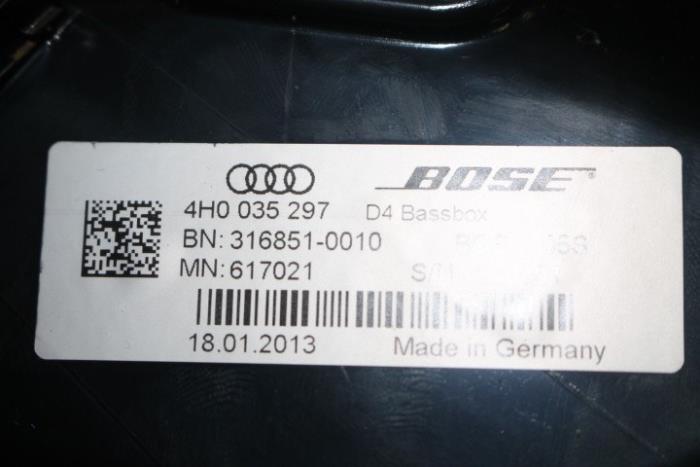 BOSE®
4H0 035 297 D4 Bassbox
BN: 316851-0010
MN: 617021
18.01.2013 Made in Germany